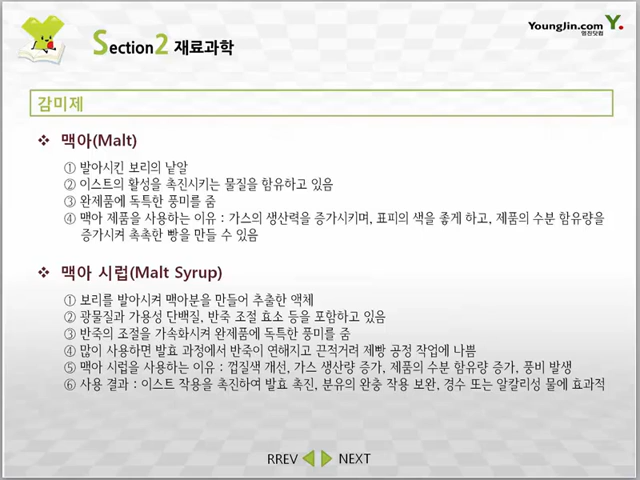 Section2 재료과학
YoungJin.com Y.
영진닷컴
감미제
❖ 맥아(Malt)
① 발아시킨 보리의 낱알
② 이스트의 활성을 촉진시키는 물질을 함유하고 있음
③ 완제품에 독특한 풍미를 줌
④ 맥아 제품을 사용하는 이유 : 가스의 생산력을 증가시키며, 표피의 색을 좋게 하고, 제품의 수분 함유량을
증가시켜 촉촉한 빵을 만들 수 있음
❖ 맥아 시럽(Malt Syrup)
① 보리를 발아시켜 맥아분을 만들어 추출한 액체
② 광물질과 가용성 단백질, 반죽 조절 효소 등을 포함하고 있음
③ 반죽의 조절을 가속화시켜 완제품에 독특한 풍미를 줌
④ 많이 사용하면 발효 과정에서 반죽이 연해지고 끈적거려 제빵 공정 작업에 나쁨
⑤ 맥아 시럽을 사용하는 이유 : 껍질색 개선, 가스 생산량 증가, 제품의 수분 함유량 증가, 풍비 발생
⑥ 사용 결과 : 이스트 작용을 촉진하여 발효 촉진, 분유의 완충 작용 보완, 경수 또는 알칼리성 물에 효과적
RREV NEXT